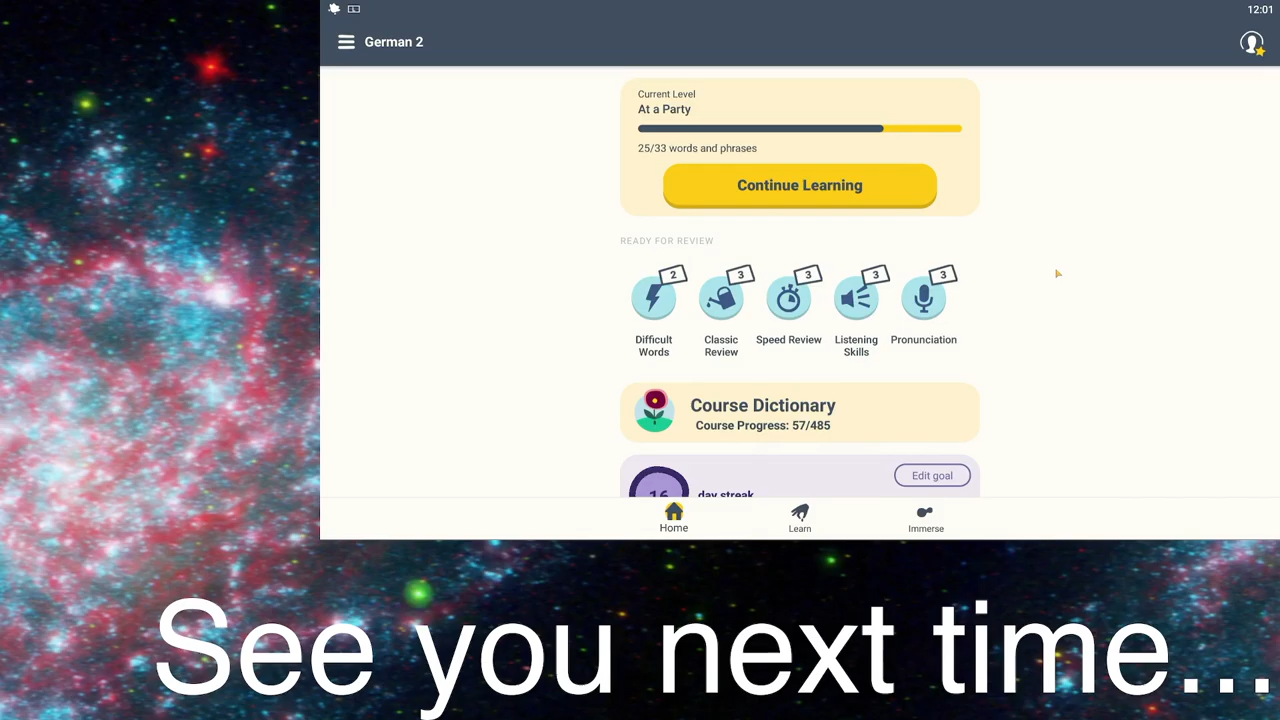 12:01
German 2
Current Level
At a Party
25/33 words and phrases
Continue Learning
READY FOR REVIEW
2
3
3
3
3
Difficult
Words
Classic
Review
Speed Review
Listening
Skills
Pronunciation
Course Dictionary
Course Progress: 57/485
Edit goal
16
day streak
Home
Learn
Immerse
See you next time...